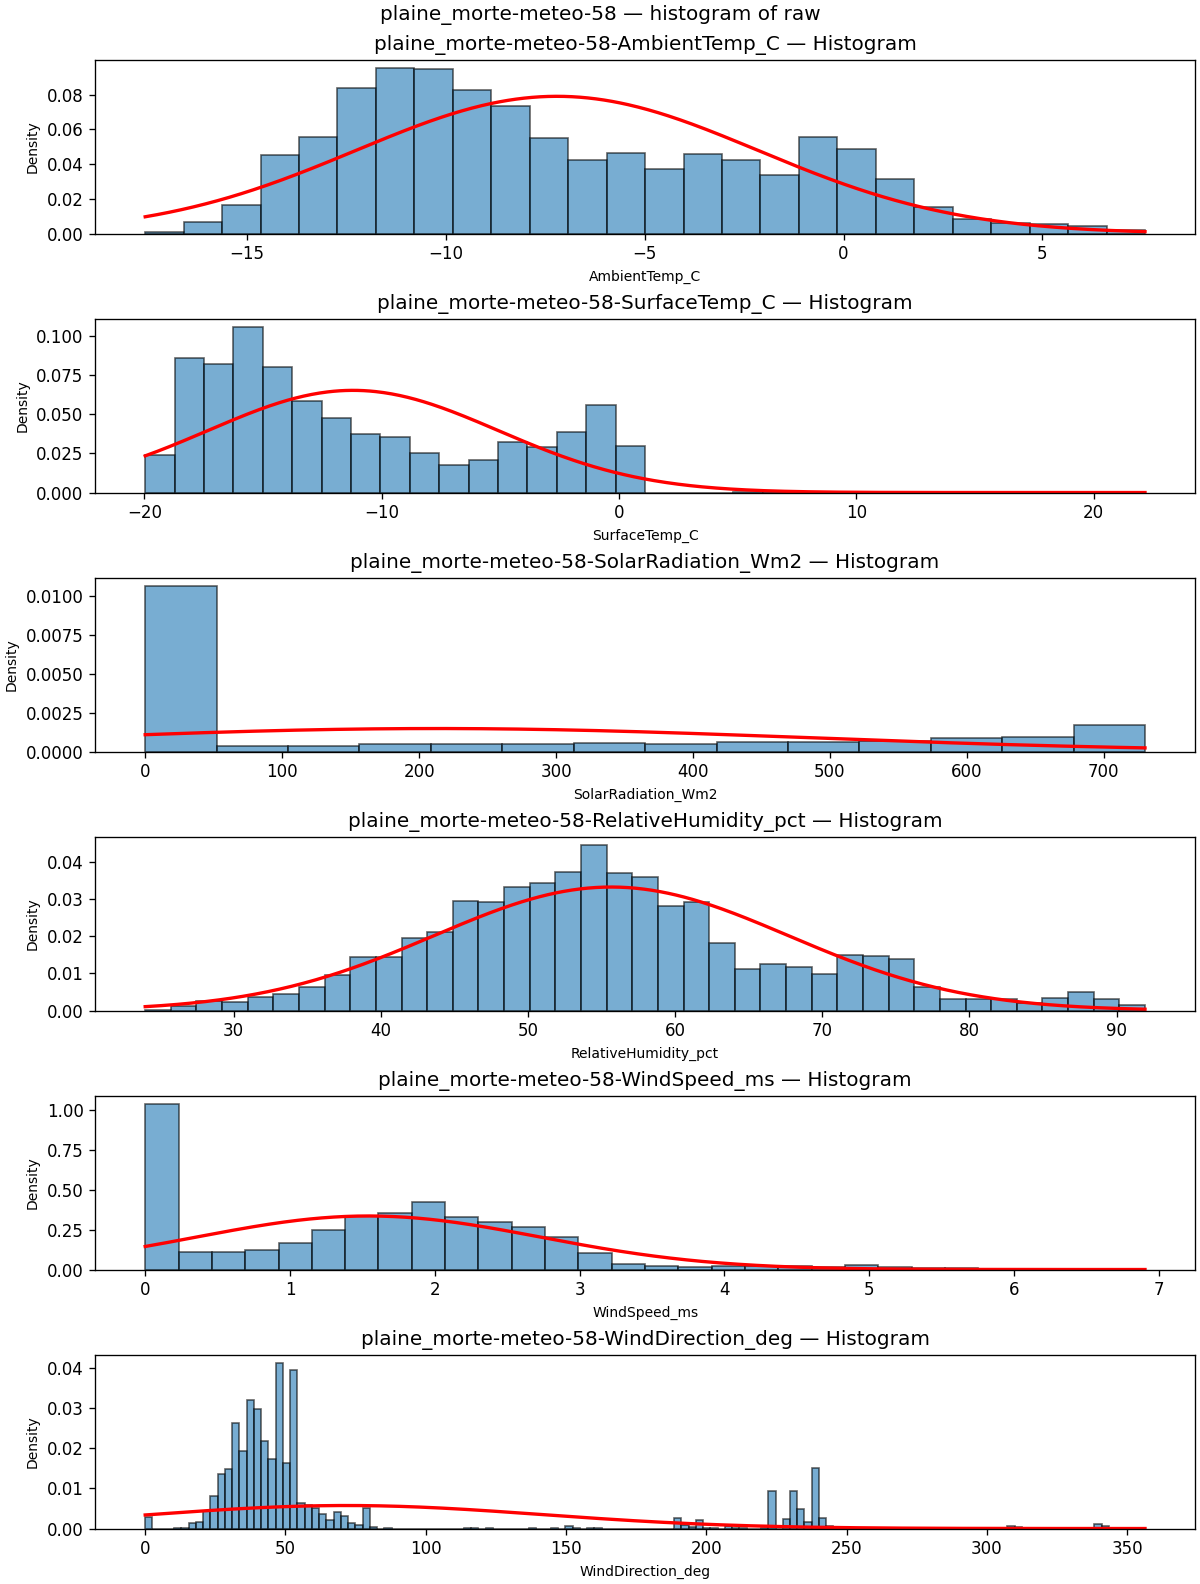 plaine_morte-meteo-58 — histogram of raw
plaine_morte-meteo-58-AmbientTemp_C — Histogram
0.08
0.06
0.04
0.02
0.00
Density
−15 −10 −5 0 5
AmbientTemp_C
plaine_morte-meteo-58-SurfaceTemp_C — Histogram
0.100
0.075
0.050
0.025
0.000
Density
−20 −10 0 10 20
SurfaceTemp_C
plaine_morte-meteo-58-SolarRadiation_Wm2 — Histogram
0.0100
0.0075
0.0050
0.0025
0.0000
Density
0 100 200 300 400 500 600 700
SolarRadiation_Wm2
plaine_morte-meteo-58-RelativeHumidity_pct — Histogram
0.04
0.03
0.02
0.01
0.00
Density
30 40 50 60 70 80 90
RelativeHumidity_pct
plaine_morte-meteo-58-WindSpeed_ms — Histogram
1.00
0.75
0.50
0.25
0.00
Density
0 1 2 3 4 5 6 7
WindSpeed_ms
plaine_morte-meteo-58-WindDirection_deg — Histogram
0.04
0.03
0.02
0.01
0.00
Density
0 50 100 150 200 250 300 350
WindDirection_deg